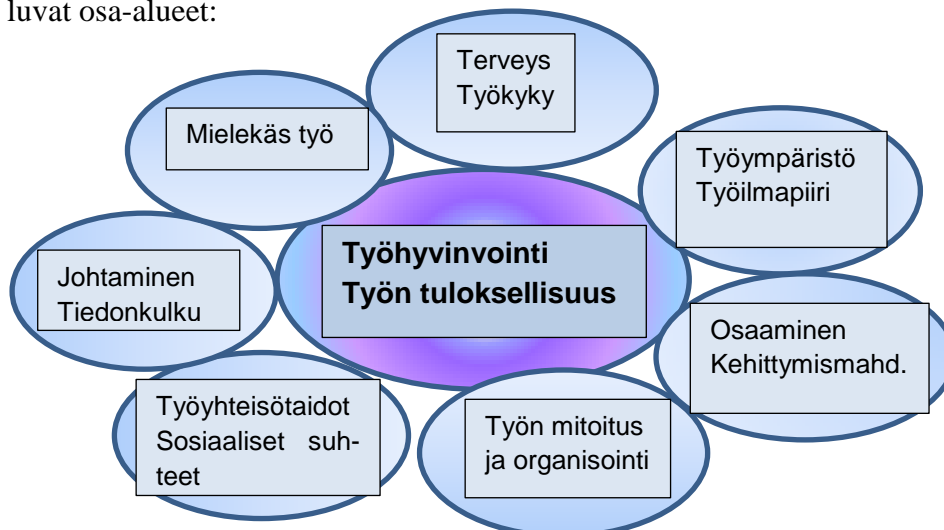 luvat osa-alueet:
Terveys
Työkyky
Mielekäs työ
Työympäristö
Työilmapiiri
Työhyvinvointi
Työn tuloksellisuus
Johtaminen
Tiedonkulku
Osaaminen
Kehittymismahd.
Työyhteisötaidot
Sosiaaliset suh-
teet
Työn mitoitus
ja organisointi